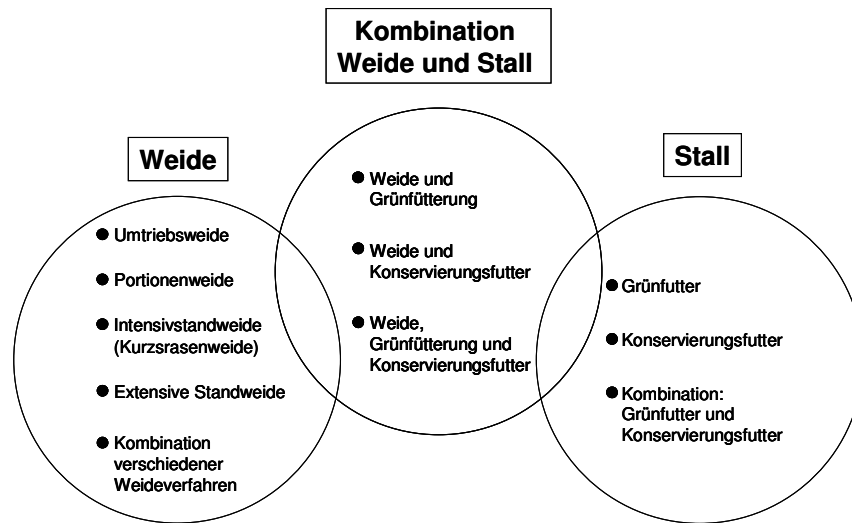 Kombination
Weide und Stall
Weide
Stall
● Umtriebsweide
● Portionenweide
● Intensivstandweide
(Kurzsrasenweide)
● Extensive Standweide
● Kombination
verschiedener
Weideverfahren
● Weide und
Grünfütterung
● Weide und
Konservierungsfutter
● Weide,
Grünfütterung und
Konservierungsfutter
● Grünfutter
● Konservierungsfutter
● Kombination:
Grünfutter und
Konservierungsfutter